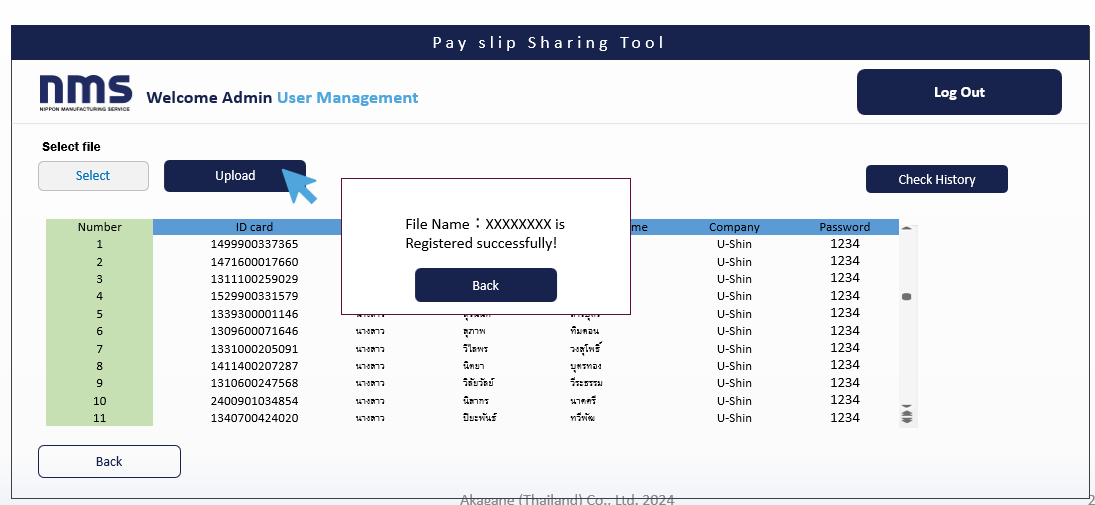 Pay slip Sharing Tool
nms
NIPPON MANUFACTURING SERVICE
Welcome Admin User Management
Log Out
Select file
Select
Upload
Check History
File Name：XXXXXXXX is
Registered successfully!
Back
Number ID card me Company Password
1 1499900337365 U-Shin 1234
2 1471600017660 U-Shin 1234
3 1311100259029 U-Shin 1234
4 1529900331579 U-Shin 1234
5 1339300001146 U-Shin 1234
6 1309600071646 นางสาว สุภาพ ทิมดอน U-Shin 1234
7 1331000205091 นางสาว วิไลพร วงสุโพธิ์ U-Shin 1234
8 1411400207287 นางสาว นิตยา บุตรทอง U-Shin 1234
9 1310600247568 นางสาว วิลัยวัลย์ วีระธรรม U-Shin 1234
10 2400901034854 นางสาว นิสากร นาคศรี U-Shin 1234
11 1340700424020 นางสาว ปิยะพันธ์ ทวีพัฒ U-Shin 1234
Back
Akagane (Thailand) Co., Ltd. 2024
2